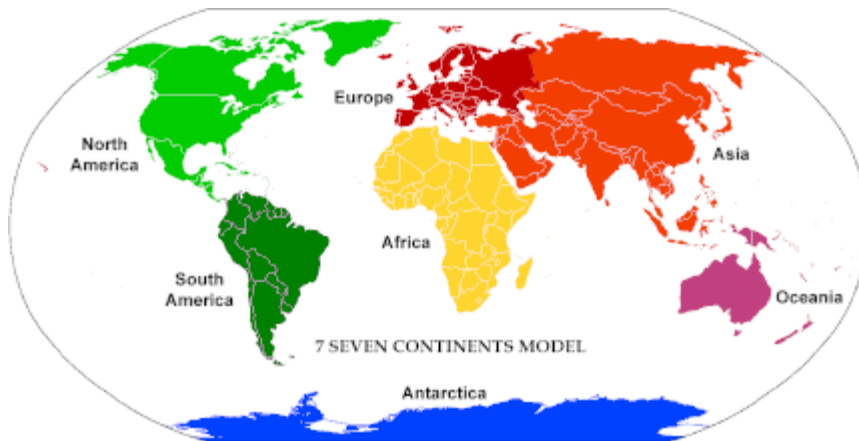 Europe
North
America
Asia
Africa
South
America
Oceania
7 SEVEN CONTINENTS MODEL
Antarctica